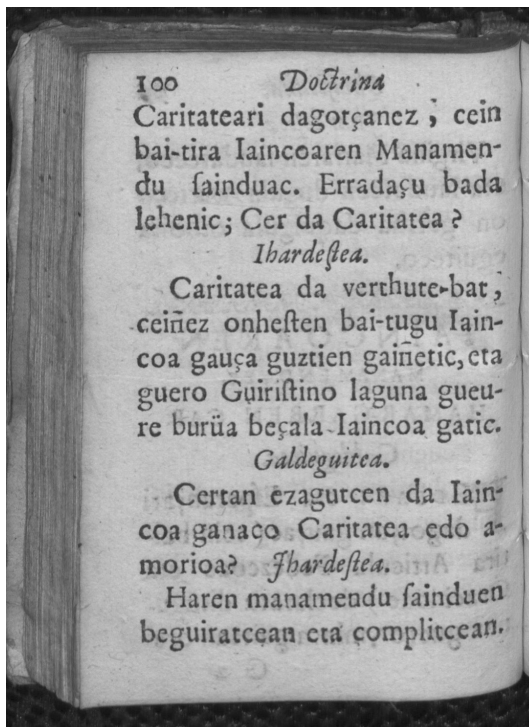 100 Doctrina
Caritateari dagotçanez ; cein
bai-tira Iaincoaren Manamen-
du ſainduac. Erradaçu bada
lehenic ; Cer da Caritatea ?
Ihardeſtea.
Caritatea da verthute-bat ;
ceiñez onheſten bai-tugu Iain-
coa gauça guztien gaiñetic, eta
guero Guiriſtino laguna gueu-
re burüa beçala Iaincoa gatic.
Galdeguitea.
Certan ezagutcen da Iain-
coa ganaco Caritatea edo a-
morioa? Jhardeſtea.
Haren manamendu ſainduen
beguiratcean eta complitcean.